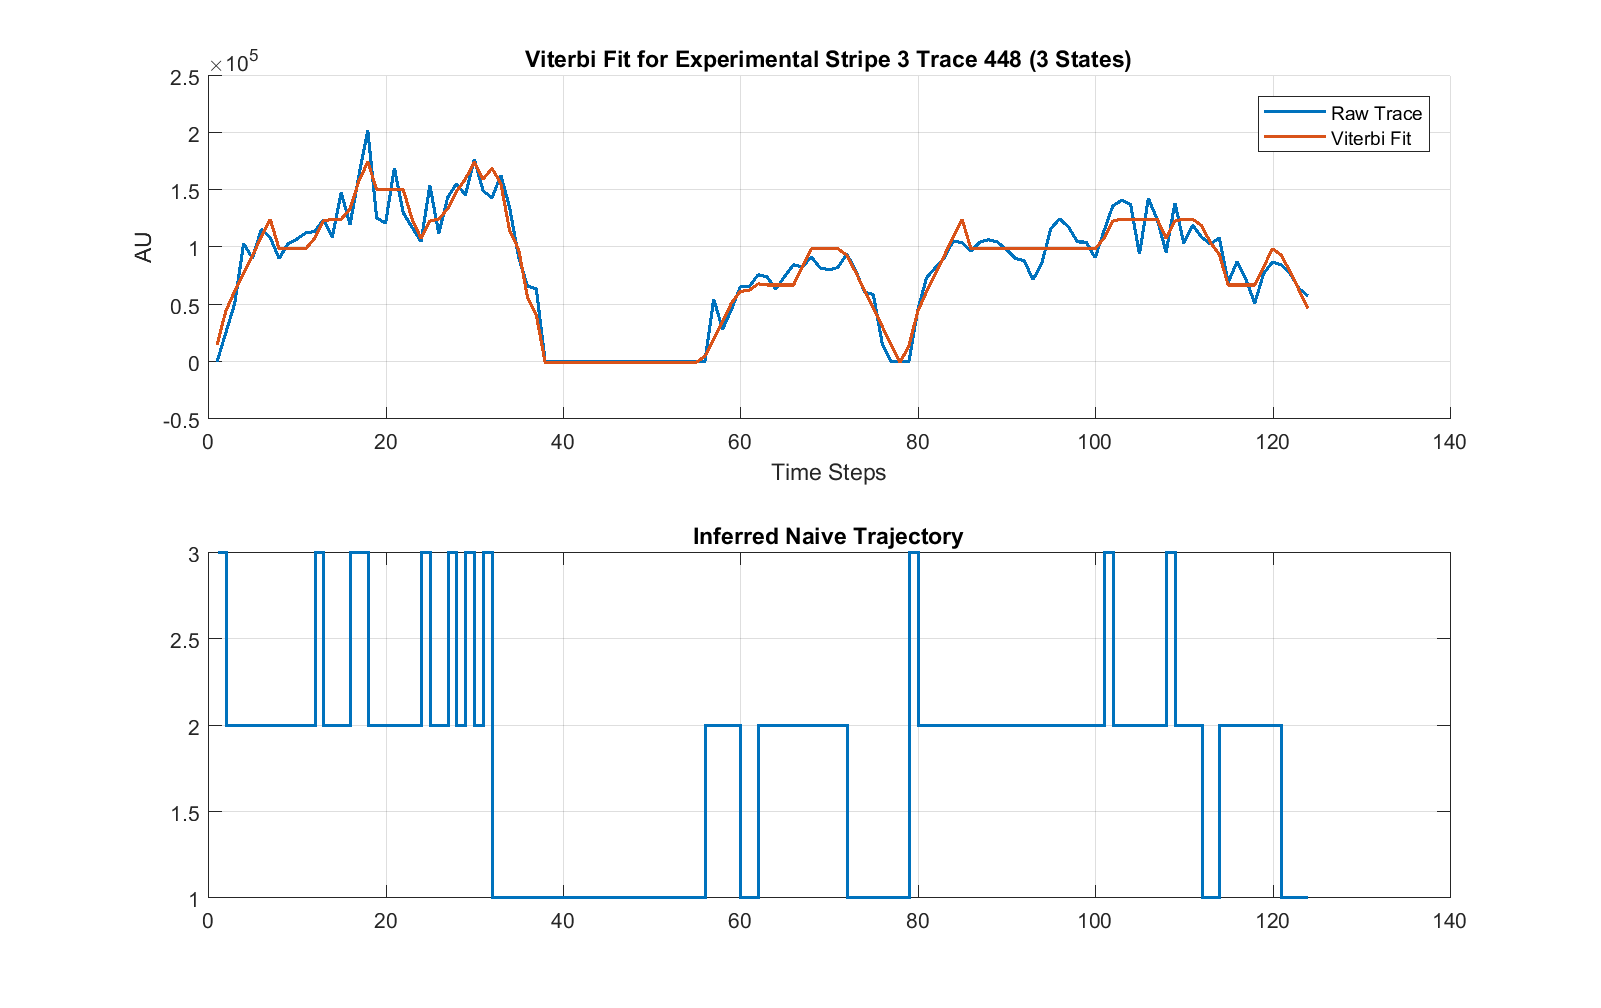 Viterbi Fit for Experimental Stripe 3 Trace 448 (3 States)
×10^5
2.5
2
1.5
1
0.5
0
-0.5
AU
Raw Trace
Viterbi Fit
0 20 40 60 80 100 120 140
Time Steps
Inferred Naive Trajectory
3
2.5
2
1.5
1
0 20 40 60 80 100 120 140